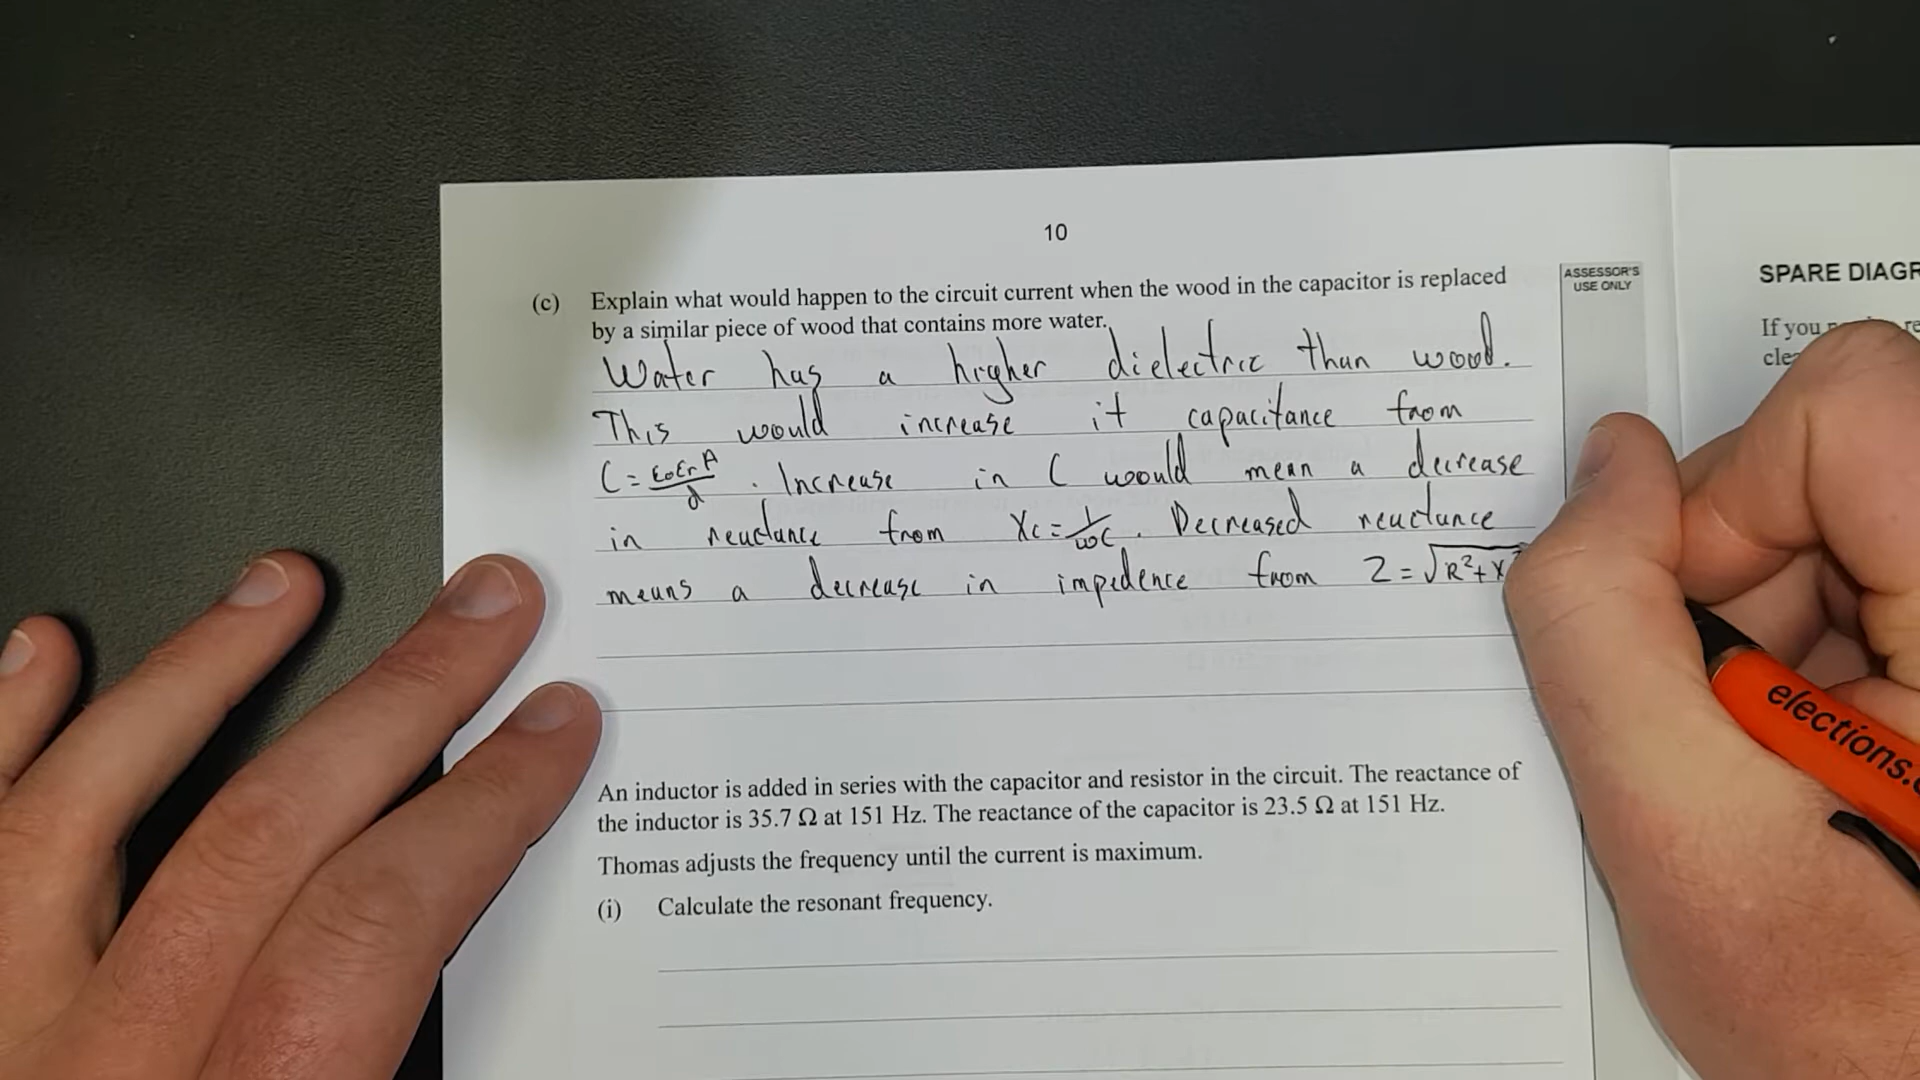 10
ASSESSOR'S
USE ONLY
(c) Explain what would happen to the circuit current when the wood in the capacitor is replaced
by a similar piece of wood that contains more water.
Water has a higher dielectric than wood.
This would increase it capacitance from
C = ε₀εrA/d . Increase in C would mean a decrease
in reactance from Xc = 1/ωC . Decreased reactance
means a decrease in impedence from Z = √R²+X
An inductor is added in series with the capacitor and resistor in the circuit. The reactance of
the inductor is 35.7 Ω at 151 Hz. The reactance of the capacitor is 23.5 Ω at 151 Hz.
Thomas adjusts the frequency until the current is maximum.
(i) Calculate the resonant frequency.
SPARE DIAGR
If you
elections.